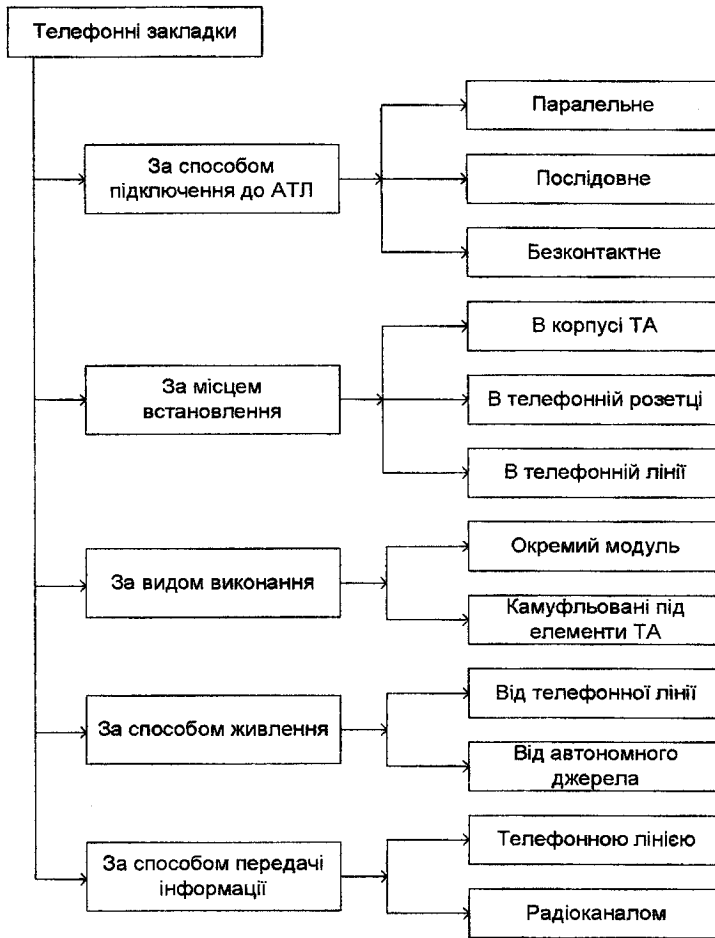 Телефонні закладки
За способом
підключення до АТЛ
Паралельне
Послідовне
Безконтактне
За місцем
встановлення
В корпусі ТА
В телефонній розетці
В телефонній лінії
За видом виконання
Окремий модуль
Камуфльовані під
елементи ТА
За способом живлення
Від телефонної лінії
Від автономного
джерела
За способом передачі
інформації
Телефонною лінією
Радіоканалом